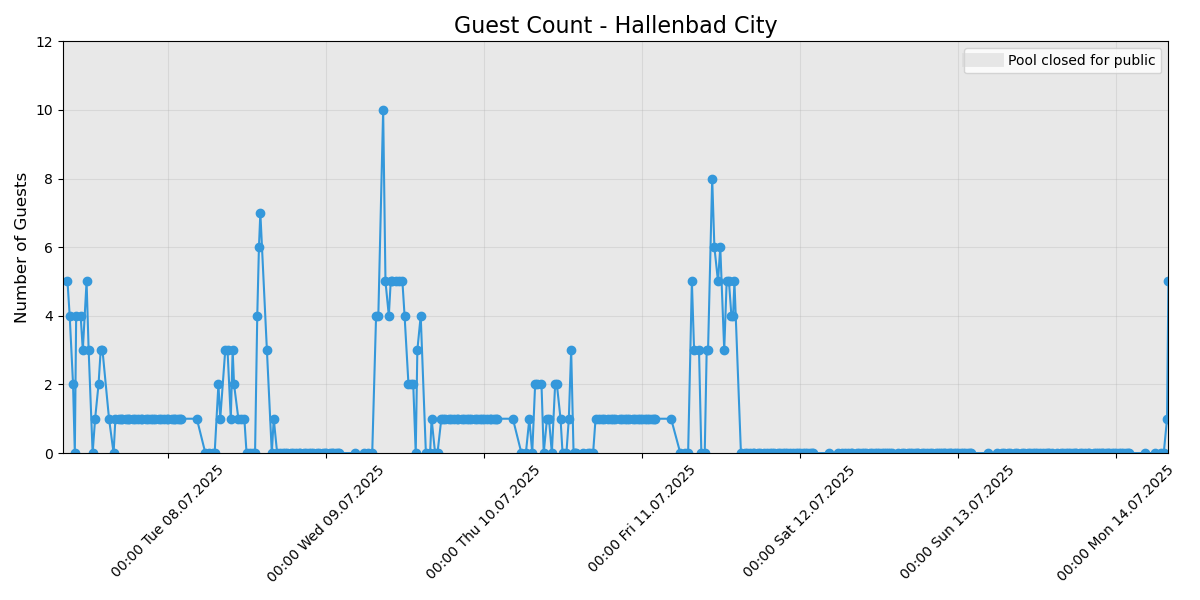 Guest Count - Hallenbad City
Pool closed for public
Number of Guests
12
10
8
6
4
2
0
00:00 Tue 08.07.2025
00:00 Wed 09.07.2025
00:00 Thu 10.07.2025
00:00 Fri 11.07.2025
00:00 Sat 12.07.2025
00:00 Sun 13.07.2025
00:00 Mon 14.07.2025